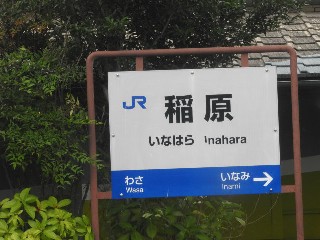 JR 稲原
いなはら Inahara
わさ いなみ →
Wasa Inami